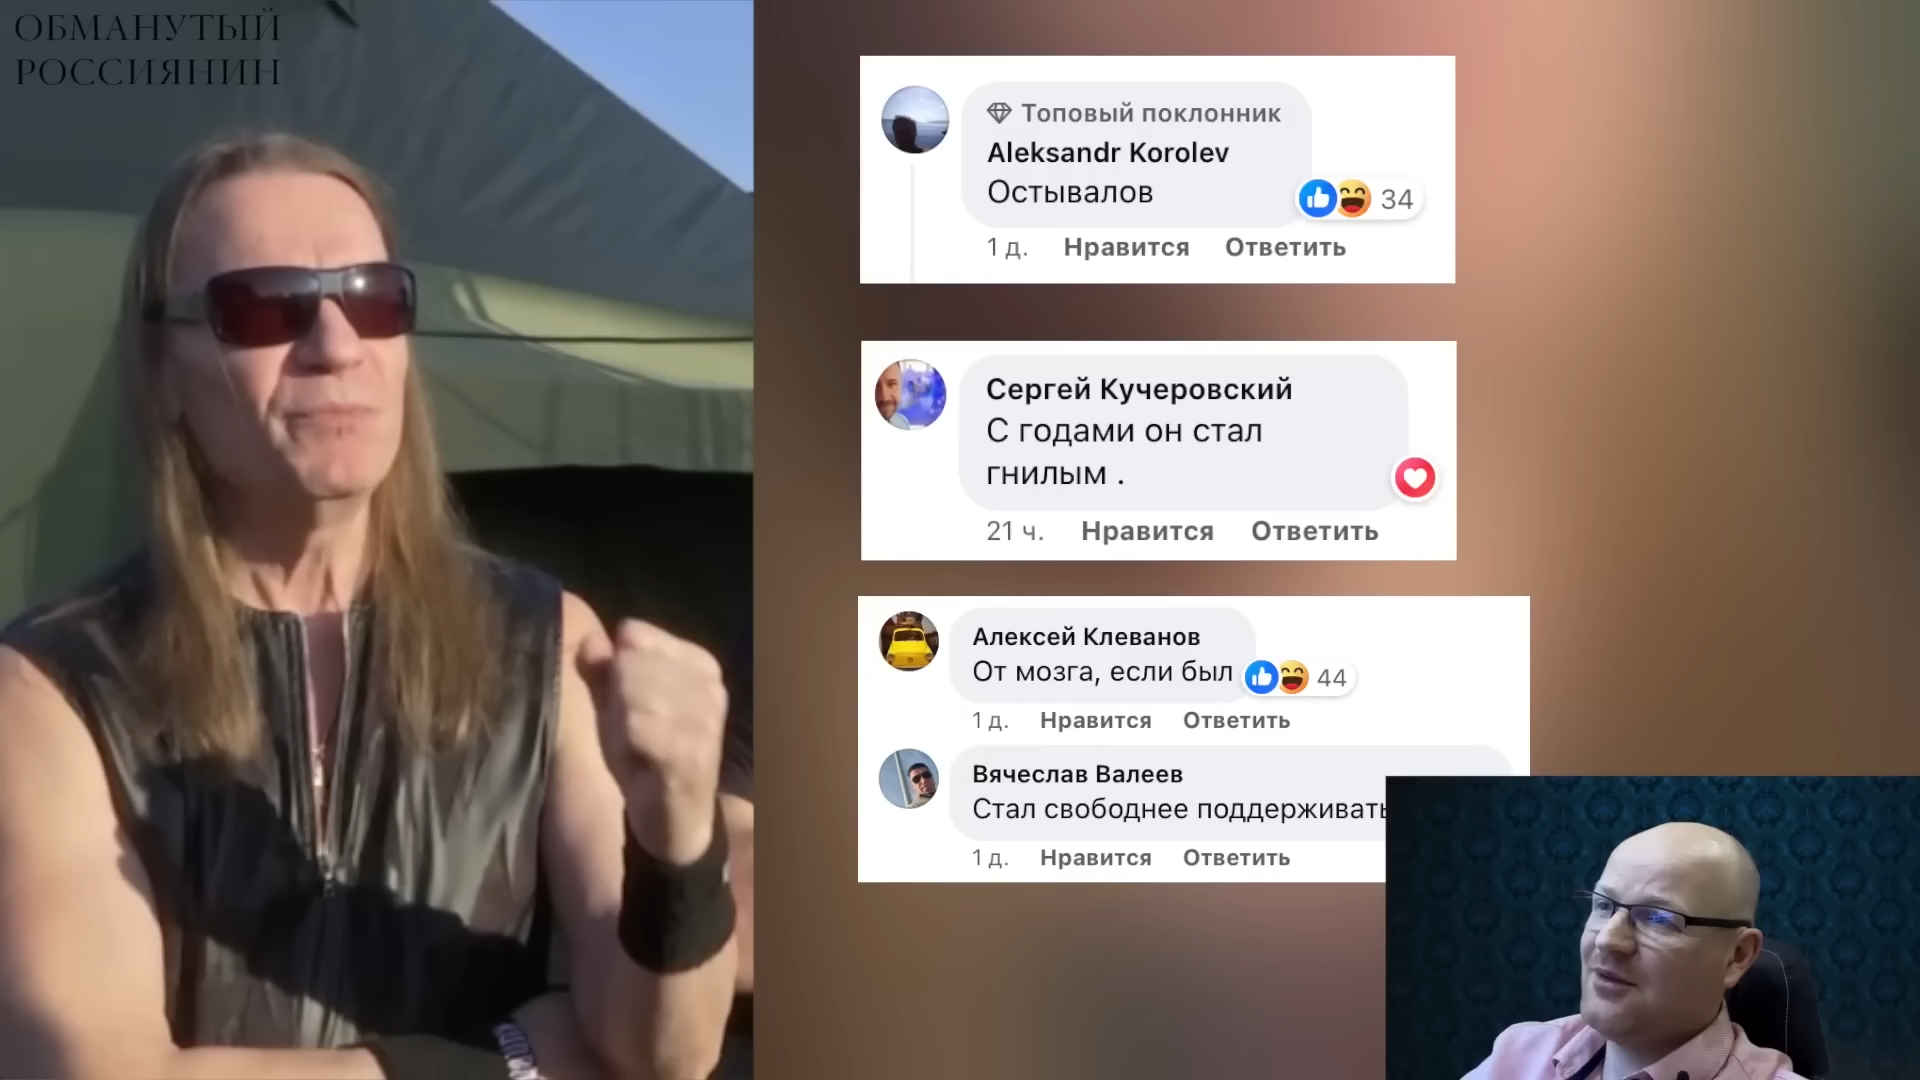 ОБМАНУТЫЙ
РОССИЯНИН
Топовый поклонник
Aleksandr Korolev
Остывалов
34
1 д. Нравится Ответить
Сергей Кучеровский
С годами он стал
гнилым .
21 ч. Нравится Ответить
Алексей Клеванов
От мозга, если был
44
1 д. Нравится Ответить
Вячеслав Валеев
Стал свободнее поддерживать
1 д. Нравится Ответить